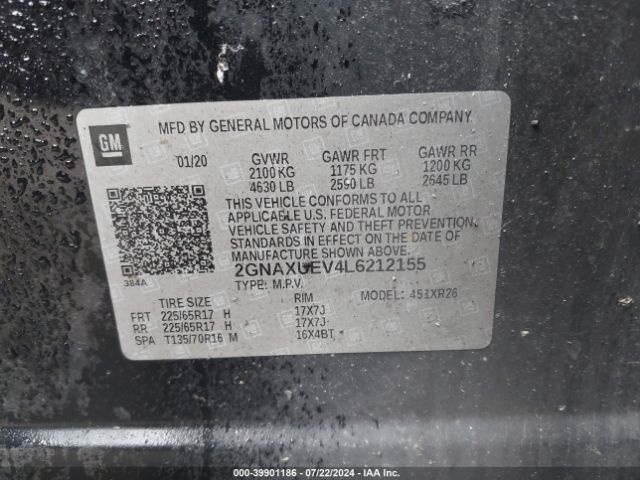 GM
MFD BY GENERAL MOTORS OF CANADA COMPANY
01/20 GVWR GAWR FRT GAWR RR
2100 KG 1175 KG 1200 KG
4630 LB 2590 LB 2645 LB
THIS VEHICLE CONFORMS TO ALL
APPLICABLE U.S. FEDERAL MOTOR
VEHICLE SAFETY AND THEFT PREVENTION
STANDARDS IN EFFECT ON THE DATE OF
MANUFACTURE SHOWN ABOVE.
384A 2GNAXUEV4L6212155
TYPE: M.P.V. MODEL: 451XR26
TIRE SIZE RIM
FRT 225/65R17 H 17X7J
RR 225/65R17 H 17X7J
SPA T135/70R16 M 16X4BT
000-39901186 - 07/22/2024 - IAA Inc.